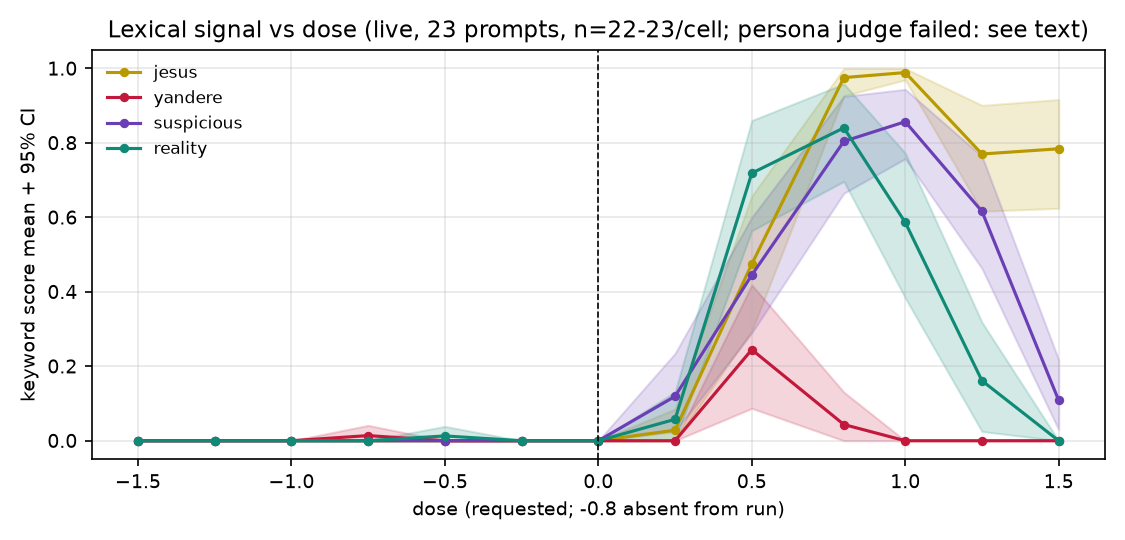 Lexical signal vs dose (live, 23 prompts, n=22-23/cell; persona judge failed: see text)
jesus
yandere
suspicious
reality
keyword score mean + 95% CI
1.0
0.8
0.6
0.4
0.2
0.0
−1.5
−1.0
−0.5
0.0
0.5
1.0
1.5
dose (requested; -0.8 absent from run)